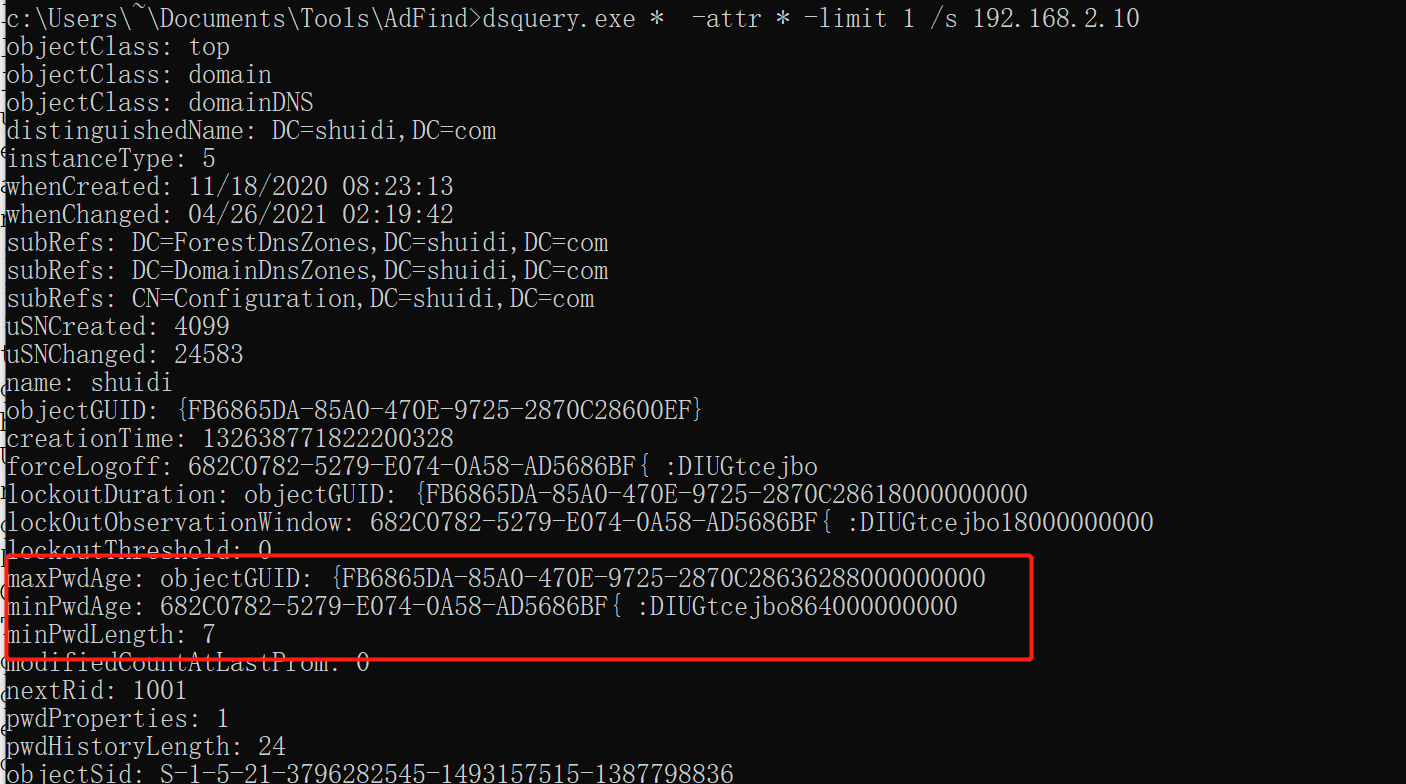 c:\Users\~\Documents\Tools\AdFind>dsquery.exe *  -attr * -limit 1 /s 192.168.2.10
objectClass: top
objectClass: domain
objectClass: domainDNS
distinguishedName: DC=shuidi,DC=com
instanceType: 5
whenCreated: 11/18/2020 08:23:13
whenChanged: 04/26/2021 02:19:42
subRefs: DC=ForestDnsZones,DC=shuidi,DC=com
subRefs: DC=DomainDnsZones,DC=shuidi,DC=com
subRefs: CN=Configuration,DC=shuidi,DC=com
uSNCreated: 4099
uSNChanged: 24583
name: shuidi
objectGUID: {FB6865DA-85A0-470E-9725-2870C28600EF}
creationTime: 132638771822200328
forceLogoff: 682C0782-5279-E074-0A58-AD5686BF{ :DIUGtcejbo
lockoutDuration: objectGUID: {FB6865DA-85A0-470E-9725-2870C28618000000000
lockOutObservationWindow: 682C0782-5279-E074-0A58-AD5686BF{ :DIUGtcejbo18000000000
lockoutThreshold: 0
maxPwdAge: objectGUID: {FB6865DA-85A0-470E-9725-2870C28636288000000000
minPwdAge: 682C0782-5279-E074-0A58-AD5686BF{ :DIUGtcejbo864000000000
minPwdLength: 7
modifiedCountAtLastProm: 0
nextRid: 1001
pwdProperties: 1
pwdHistoryLength: 24
objectSid: S-1-5-21-3796282545-1493157515-1387798836